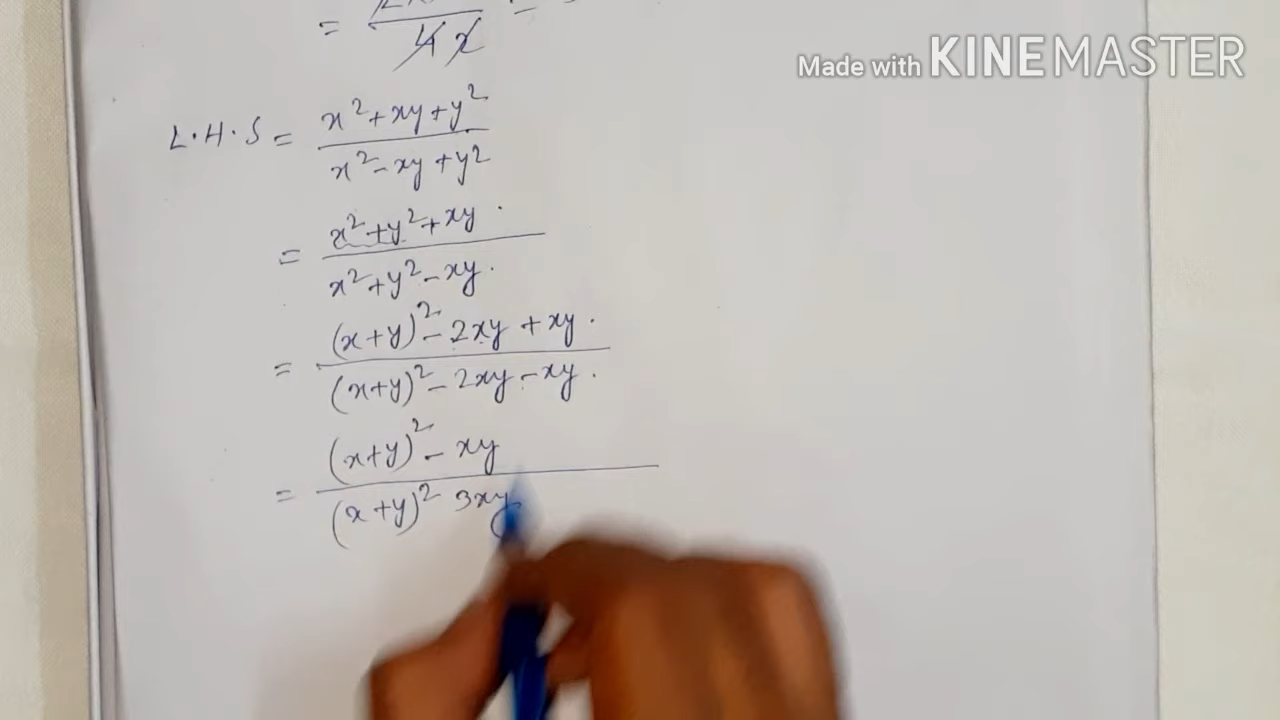 Made with KINEMASTER
= / 4x
L.H.S = x²+xy+y² / x²-xy+y²
= x²+y²+xy. / x²+y²-xy.
= (x+y)²-2xy+xy. / (x+y)²-2xy-xy.
= (x+y)²-xy / (x+y)² 3xy